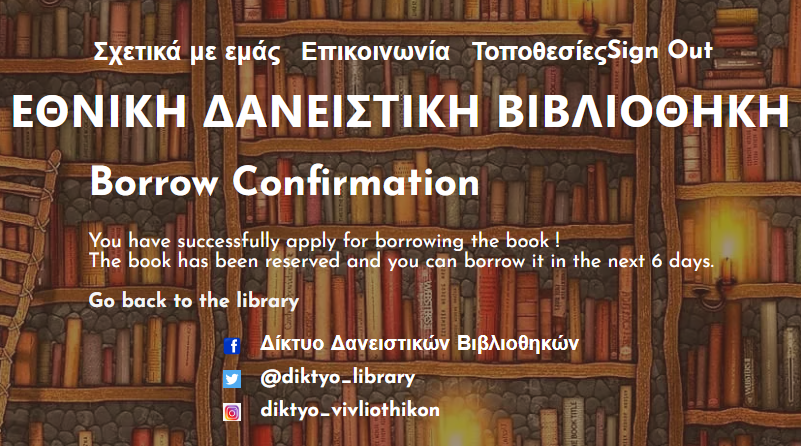 Σχετικά με εμάς Επικοινωνία Τοποθεσίες Sign Out
ΕΘΝΙΚΗ ΔΑΝΕΙΣΤΙΚΗ ΒΙΒΛΙΟΘΗΚΗ
Borrow Confirmation
You have successfully apply for borrowing the book !
The book has been reserved and you can borrow it in the next 6 days.
Go back to the library
Δίκτυο Δανειστικών Βιβλιοθηκών
@diktyo_library
diktyo_vivliothikon